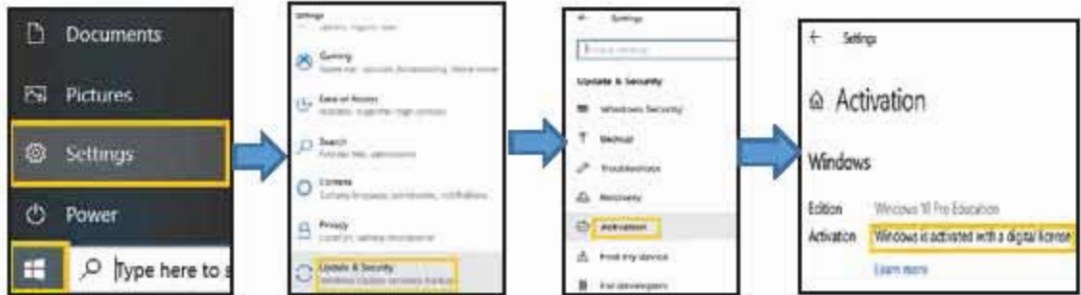 Documents
Pictures
Settings
Power
Type here to s
Settings
Gaming
Ease of Access
Search
Cortana
Privacy
Update & Security
Settings
Update & Security
Windows Security
Backup
Troubleshoot
Recovery
Activation
Find my device
For developers
Settings
Activation
Windows
Edition Windows 10 Pro Education
Activation Windows is activated with a digital license
Learn more